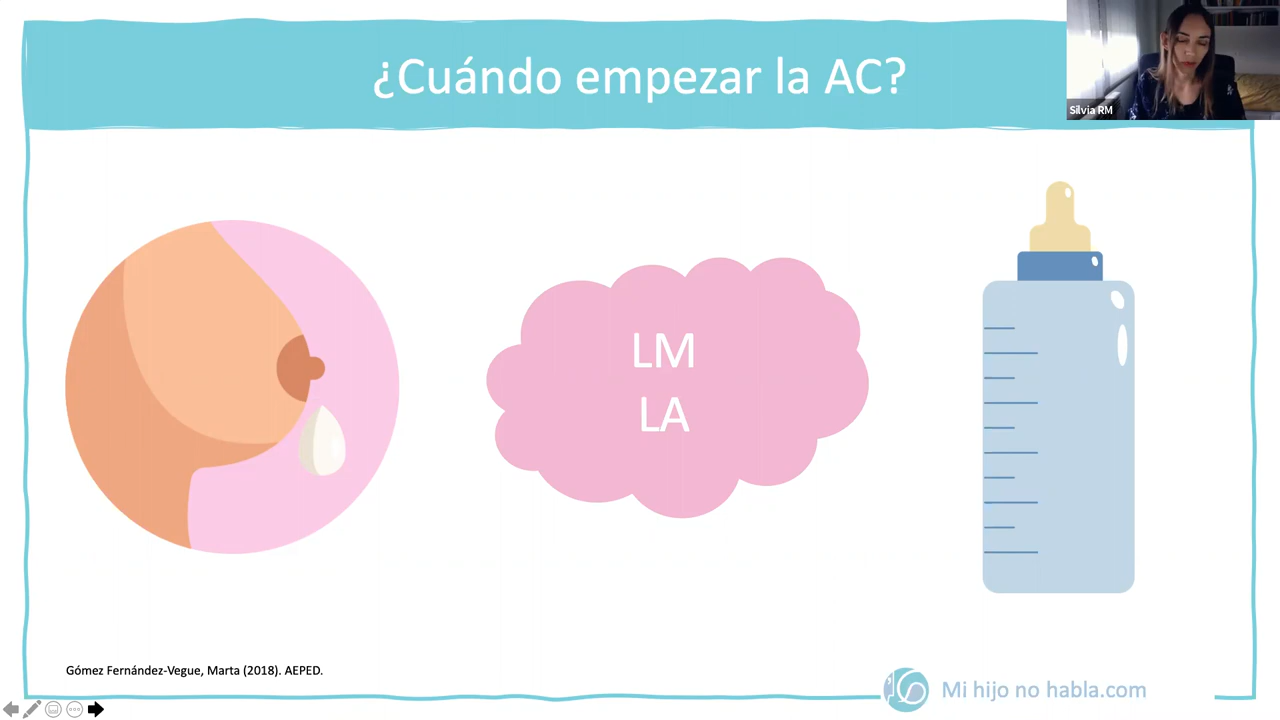 ¿Cuándo empezar la AC?
Silvia RM
LM
LA
Gómez Fernández-Vegue, Marta (2018). AEPED.
Mi hijo no habla.com